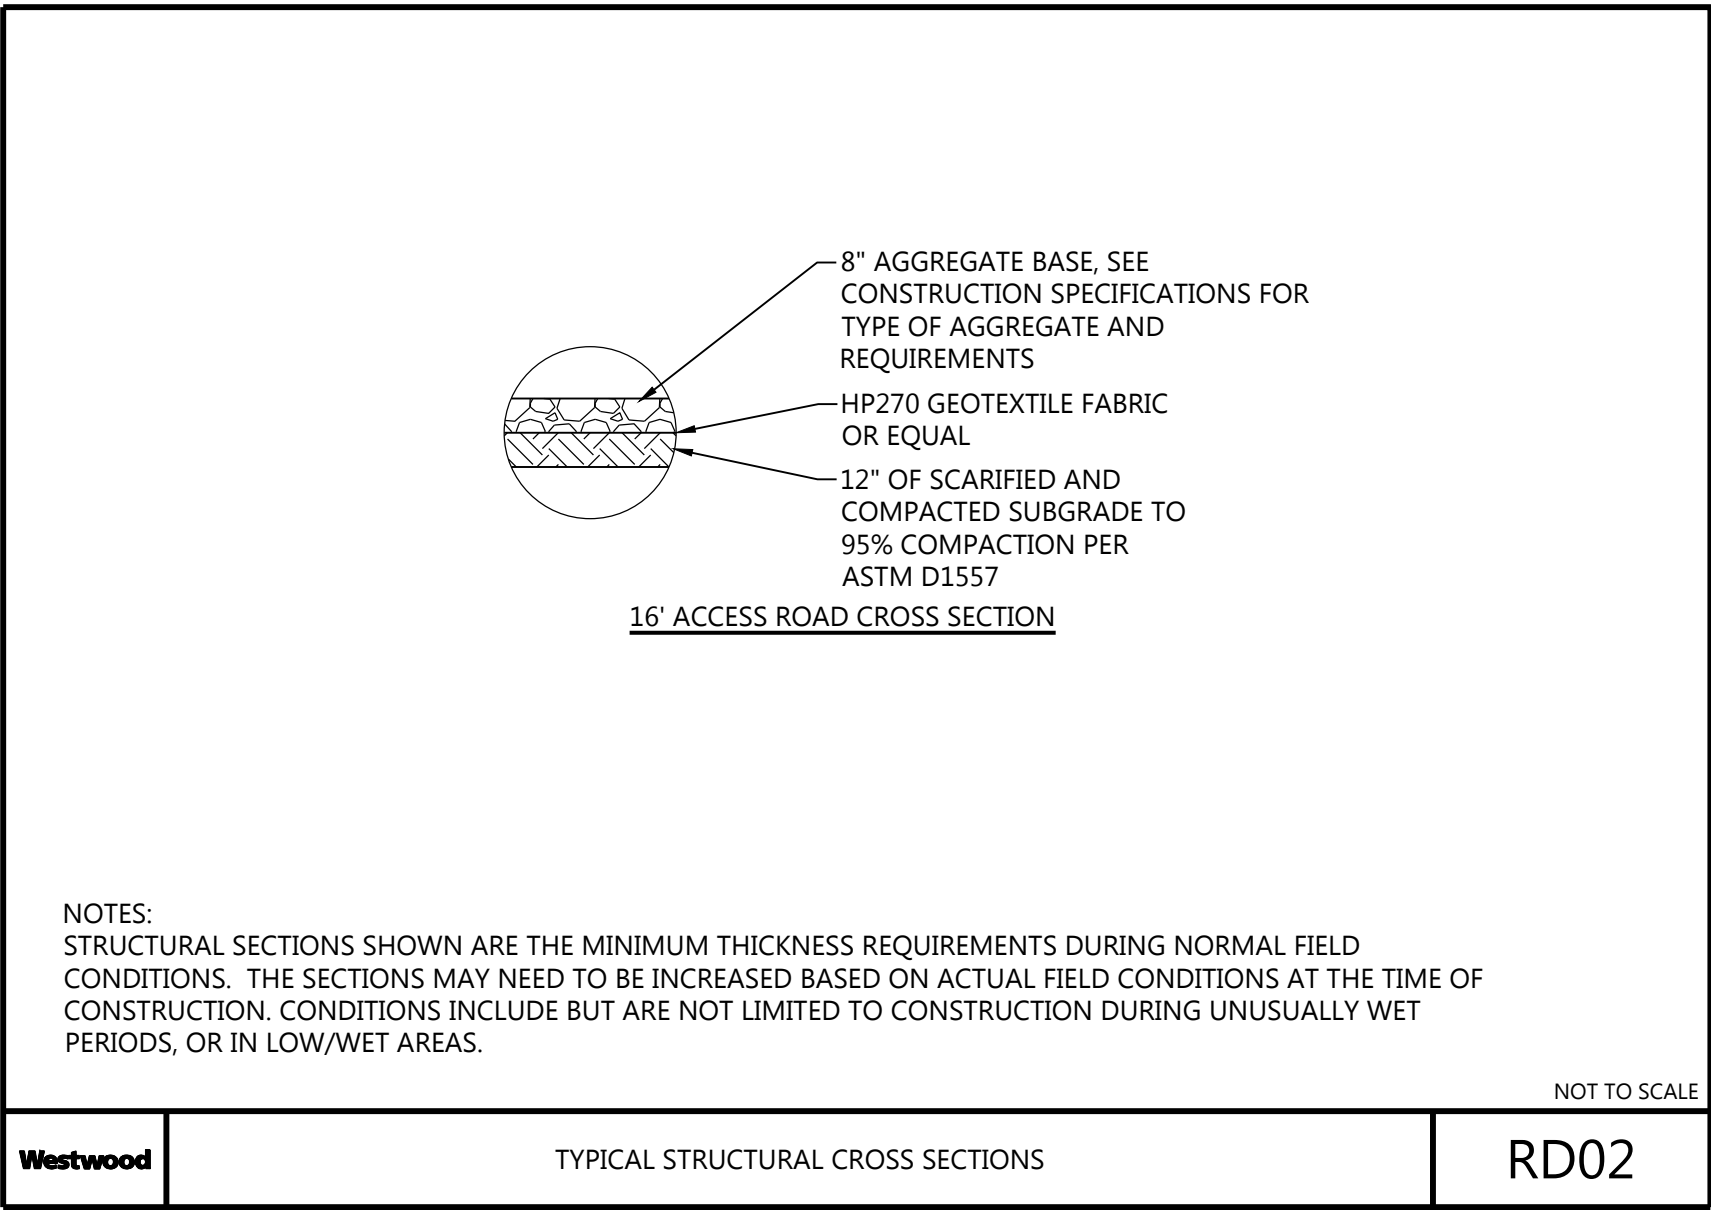 8" AGGREGATE BASE, SEE
CONSTRUCTION SPECIFICATIONS FOR
TYPE OF AGGREGATE AND
REQUIREMENTS
HP270 GEOTEXTILE FABRIC
OR EQUAL
12" OF SCARIFIED AND
COMPACTED SUBGRADE TO
95% COMPACTION PER
ASTM D1557
16' ACCESS ROAD CROSS SECTION
NOTES:
STRUCTURAL SECTIONS SHOWN ARE THE MINIMUM THICKNESS REQUIREMENTS DURING NORMAL FIELD
CONDITIONS.  THE SECTIONS MAY NEED TO BE INCREASED BASED ON ACTUAL FIELD CONDITIONS AT THE TIME OF
CONSTRUCTION. CONDITIONS INCLUDE BUT ARE NOT LIMITED TO CONSTRUCTION DURING UNUSUALLY WET
PERIODS, OR IN LOW/WET AREAS.
NOT TO SCALE
Westwood
TYPICAL STRUCTURAL CROSS SECTIONS
RD02